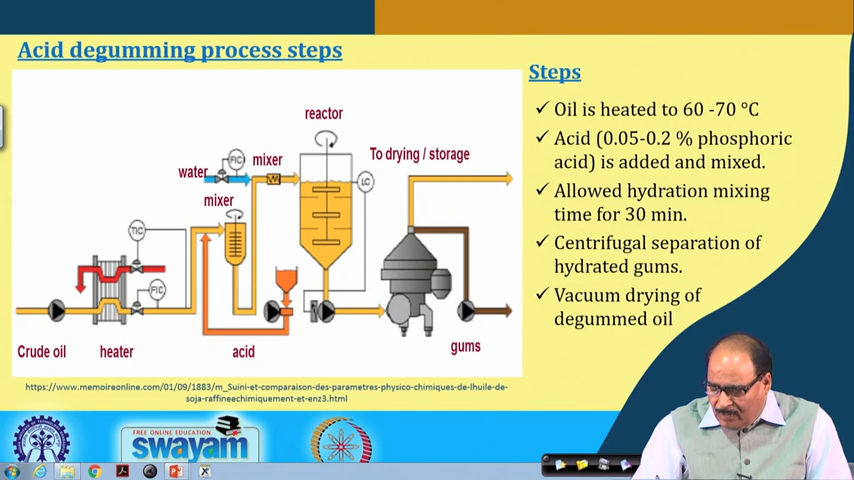 Acid degumming process steps
Steps
reactor
To drying / storage
FIC
mixer
water
LC
mixer
TIC
FIC
Crude oil
heater
acid
gums
✓ Oil is heated to 60 -70 °C
✓ Acid (0.05-0.2 % phosphoric
acid) is added and mixed.
✓ Allowed hydration mixing
time for 30 min.
✓ Centrifugal separation of
hydrated gums.
✓ Vacuum drying of
degummed oil
https://www.memoireonline.com/01/09/1883/m_Suini-et-comparaison-des-parametres-physico-chimiques-de-lhuile-de-
soja-raffineechimiquement-et-enz3.html
FREE ONLINE EDUCATION
swayam